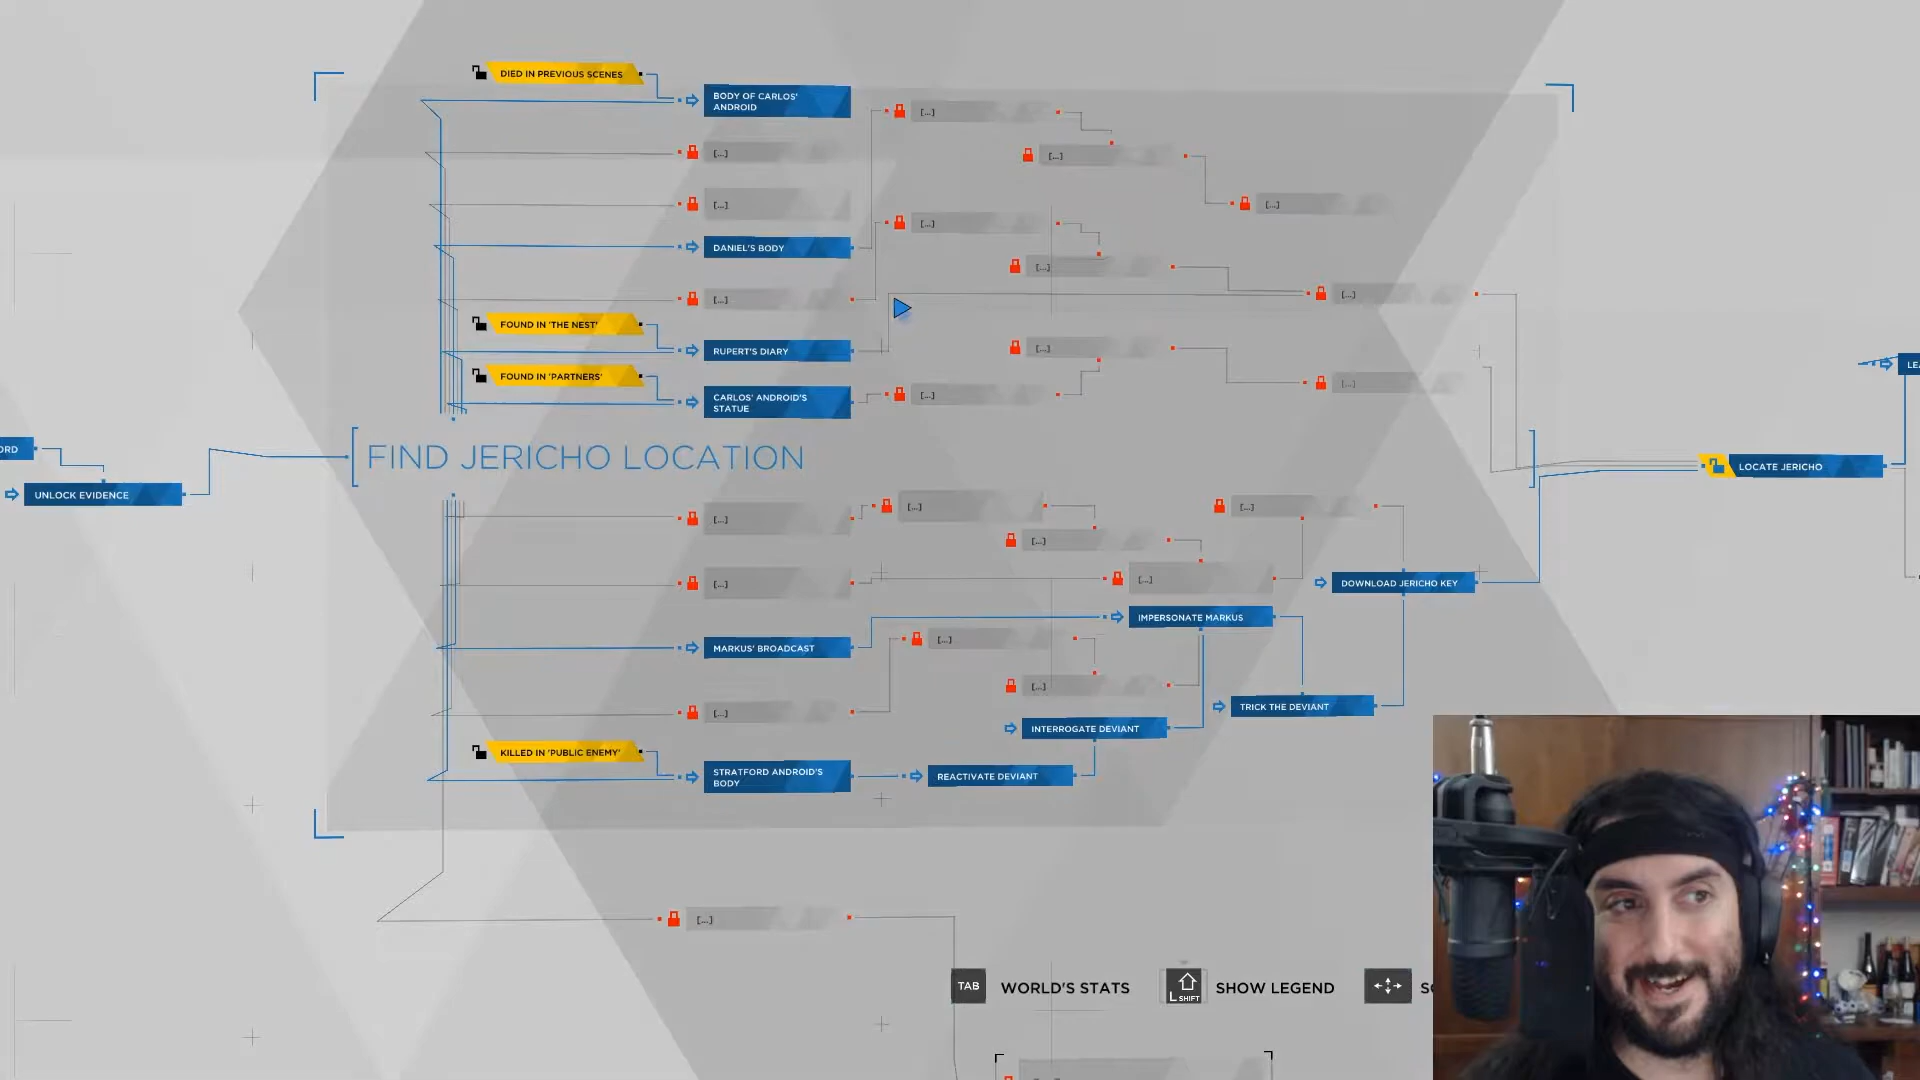 DIED IN PREVIOUS SCENES
BODY OF CARLOS'
ANDROID
[...]
[...]
[...]
[...]
[...]
[...]
DANIEL'S BODY
[...]
[...]
[...]
[...]
FOUND IN 'THE NEST'
RUPERT'S DIARY
[...]
LEA
FOUND IN 'PARTNERS'
[...]
CARLOS' ANDROID'S
STATUE
[...]
ORD
FIND JERICHO LOCATION
LOCATE JERICHO
UNLOCK EVIDENCE
[...]
[...]
[...]
[...]
[...]
[...]
DOWNLOAD JERICHO KEY
IMPERSONATE MARKUS
MARKUS' BROADCAST
[...]
[...]
[...]
TRICK THE DEVIANT
INTERROGATE DEVIANT
KILLED IN 'PUBLIC ENEMY'
STRATFORD ANDROID'S
BODY
REACTIVATE DEVIANT
[...]
TAB WORLD'S STATS
L SHIFT SHOW LEGEND